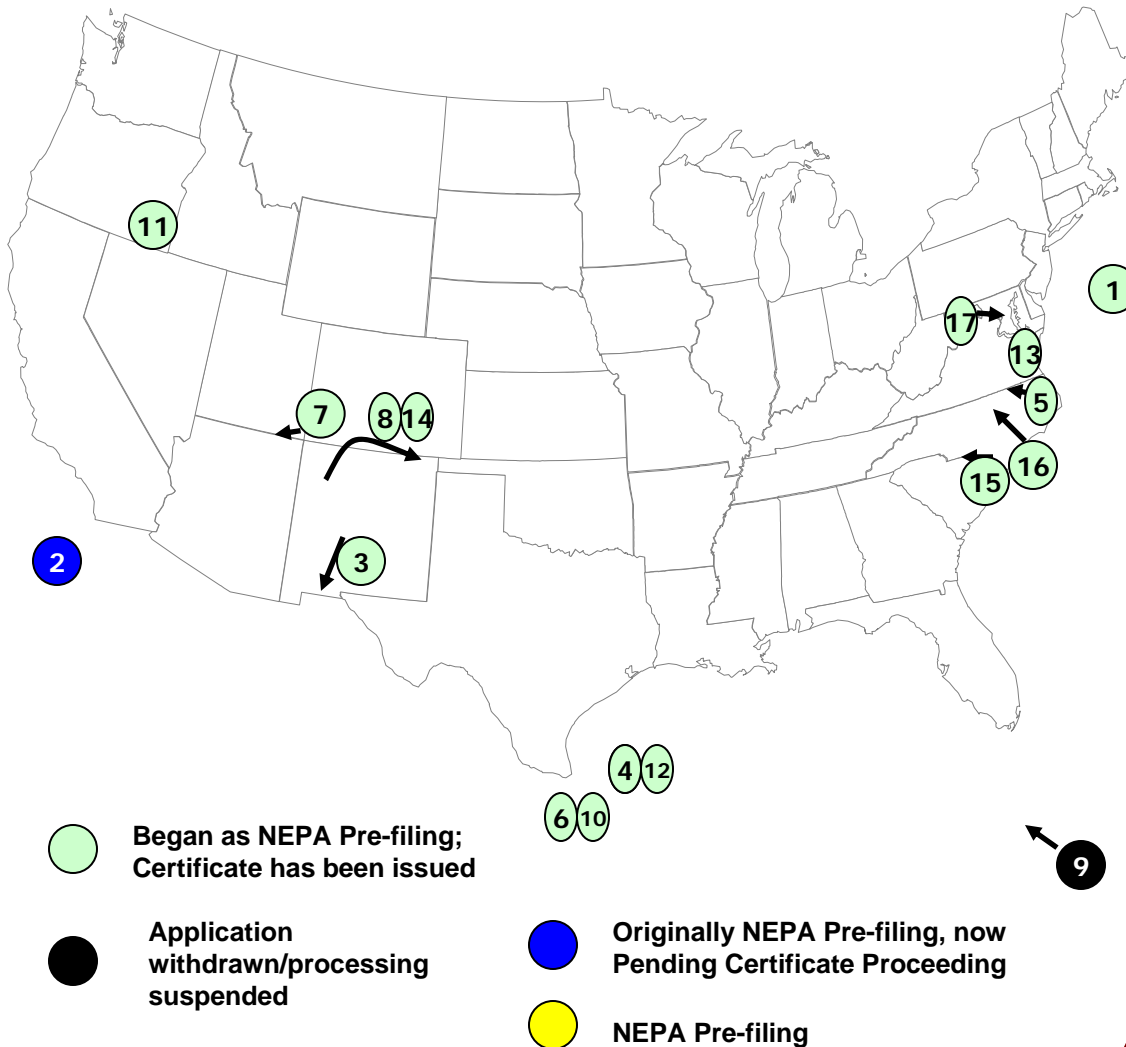 11
1
17
13
7
8
14
5
16
15
2
3
4
12
6
10
9
Began as NEPA Pre-filing;
Certificate has been issued
Application
withdrawn/processing
suspended
Originally NEPA Pre-filing, now
Pending Certificate Proceeding
NEPA Pre-filing